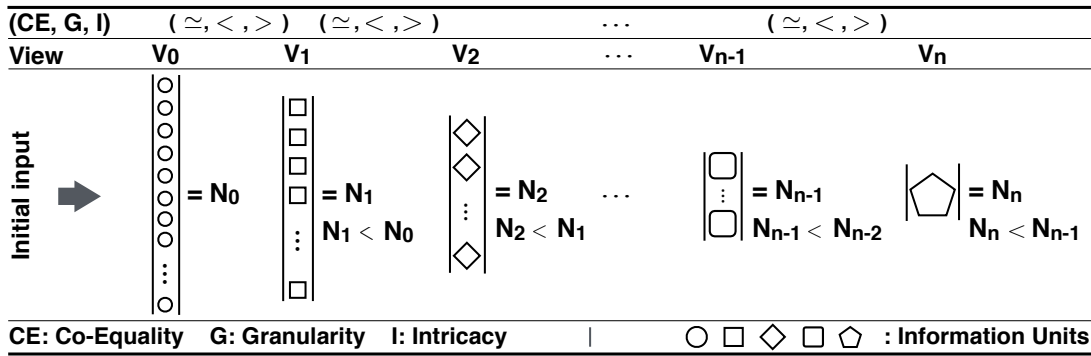 (CE, G, I) ( ≃, < , > ) ( ≃, < , > ) ... ( ≃, < , > )
View V0 V1 V2 ... Vn-1 Vn
Initial input
= N0
= N1
N1 < N0
= N2
N2 < N1
...
= Nn-1
Nn-1 < Nn-2
= Nn
Nn < Nn-1
CE: Co-Equality G: Granularity I: Intricacy | : Information Units